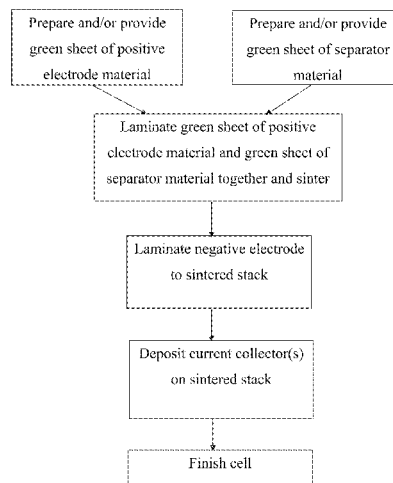 Prepare and/or provide
green sheet of positive
electrode material
Prepare and/or provide
green sheet of separator
material
Laminate green sheet of positive
electrode material and green sheet of
separator material together and sinter
Laminate negative electrode
to sintered stack
Deposit current collector(s)
on sintered stack
Finish cell